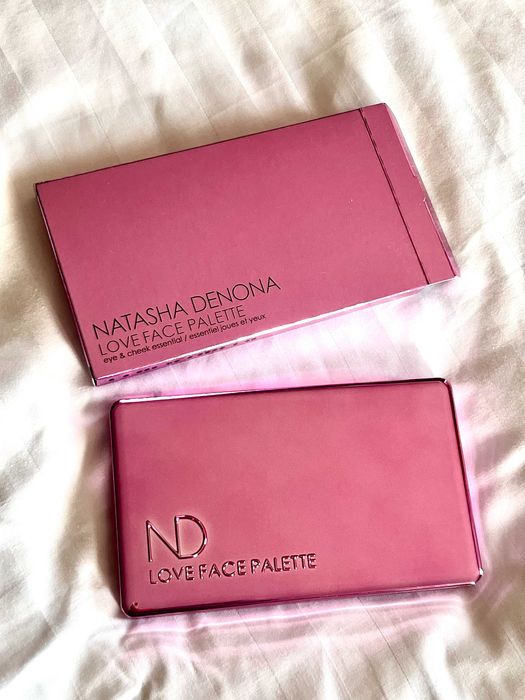 NATASHA DENONA
LOVE FACE PALETTE
eye & cheek essential / essentiel joues et yeux
ND
LOVE FACE PALETTE